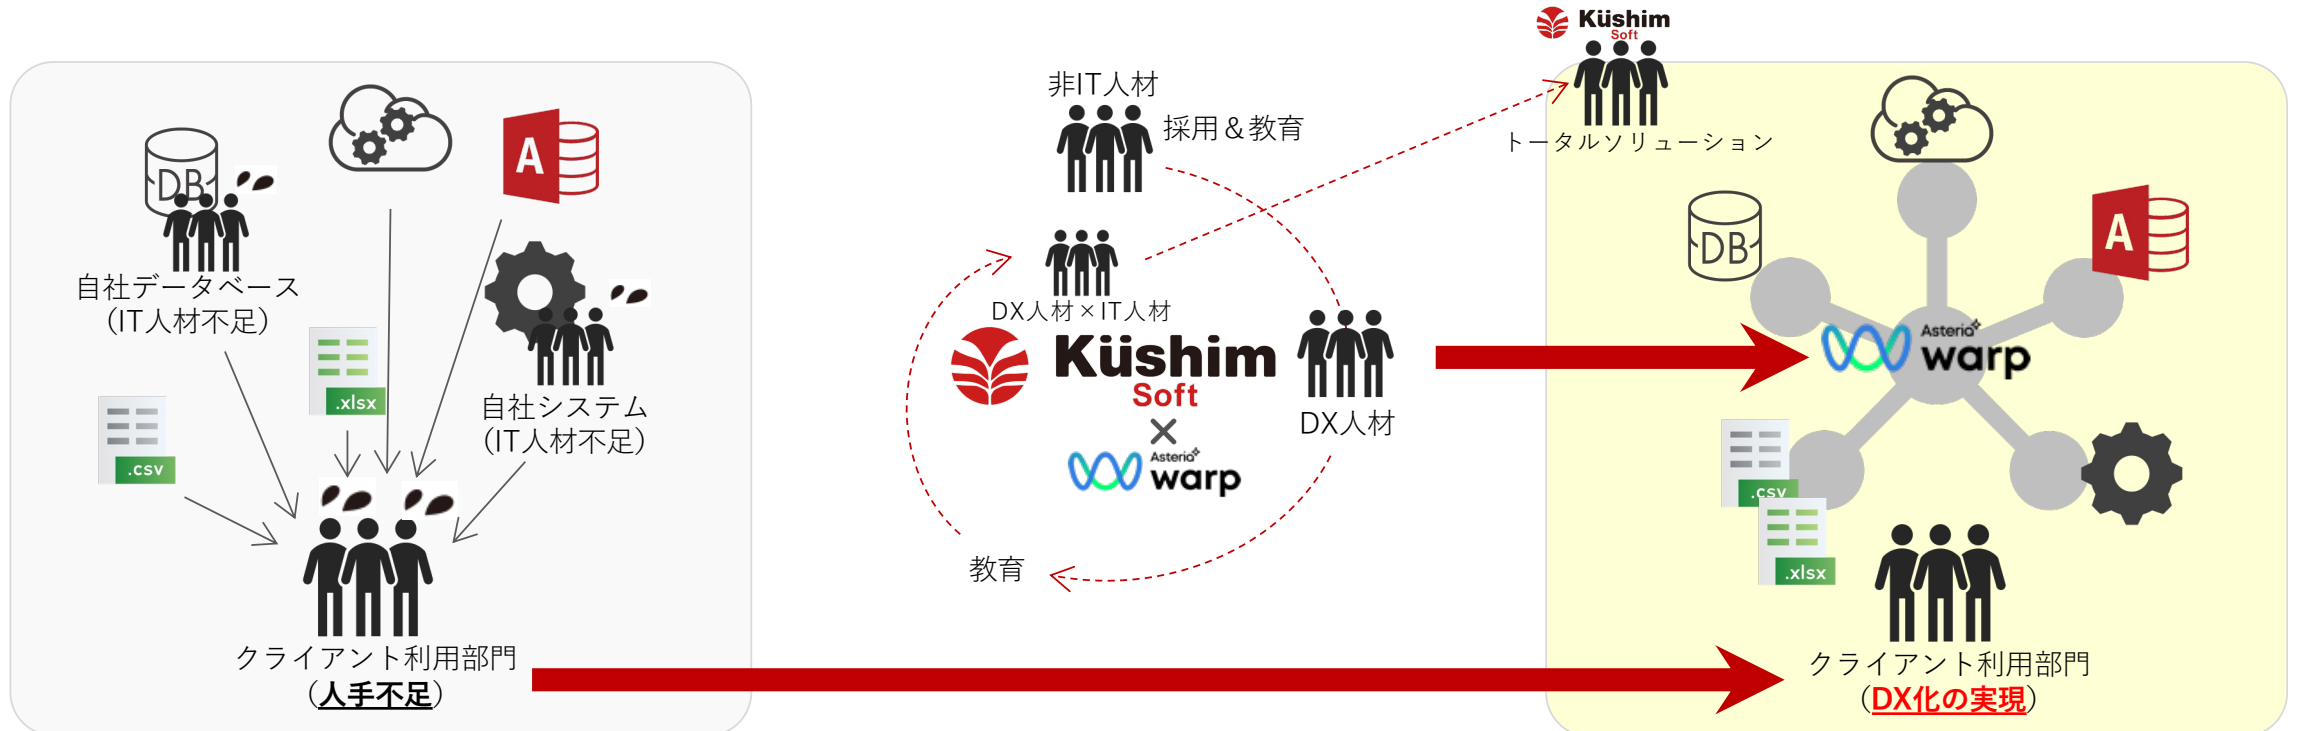 DB
A
自社データベース
（IT人材不足）
自社システム
（IT人材不足）
.xlsx
.csv
クライアント利用部門
（人手不足）
非IT人材
採用＆教育
DX人材×IT人材
Küshim
Soft
×
Asteria
warp
DX人材
教育
Küshim
Soft
トータルソリューション
DB
A
Asteria
warp
.csv
.xlsx
クライアント利用部門
（DX化の実現）